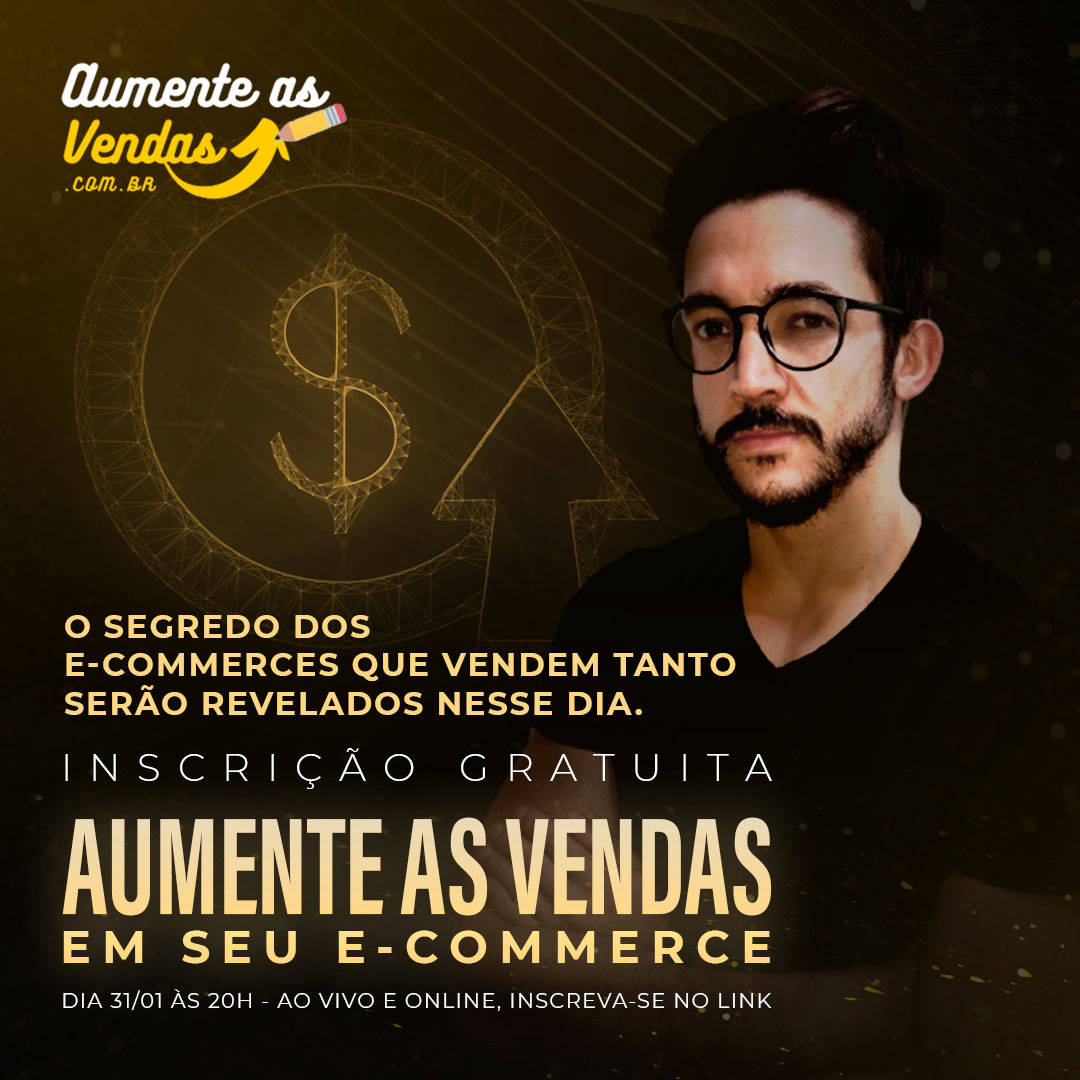 Aumente as
Vendas
.COM.BR
$
O SEGREDO DOS
E-COMMERCES QUE VENDEM TANTO
SERÃO REVELADOS NESSE DIA.
INSCRIÇÃO GRATUITA
AUMENTE AS VENDAS
EM SEU E-COMMERCE
DIA 31/01 ÀS 20H - AO VIVO E ONLINE, INSCREVA-SE NO LINK